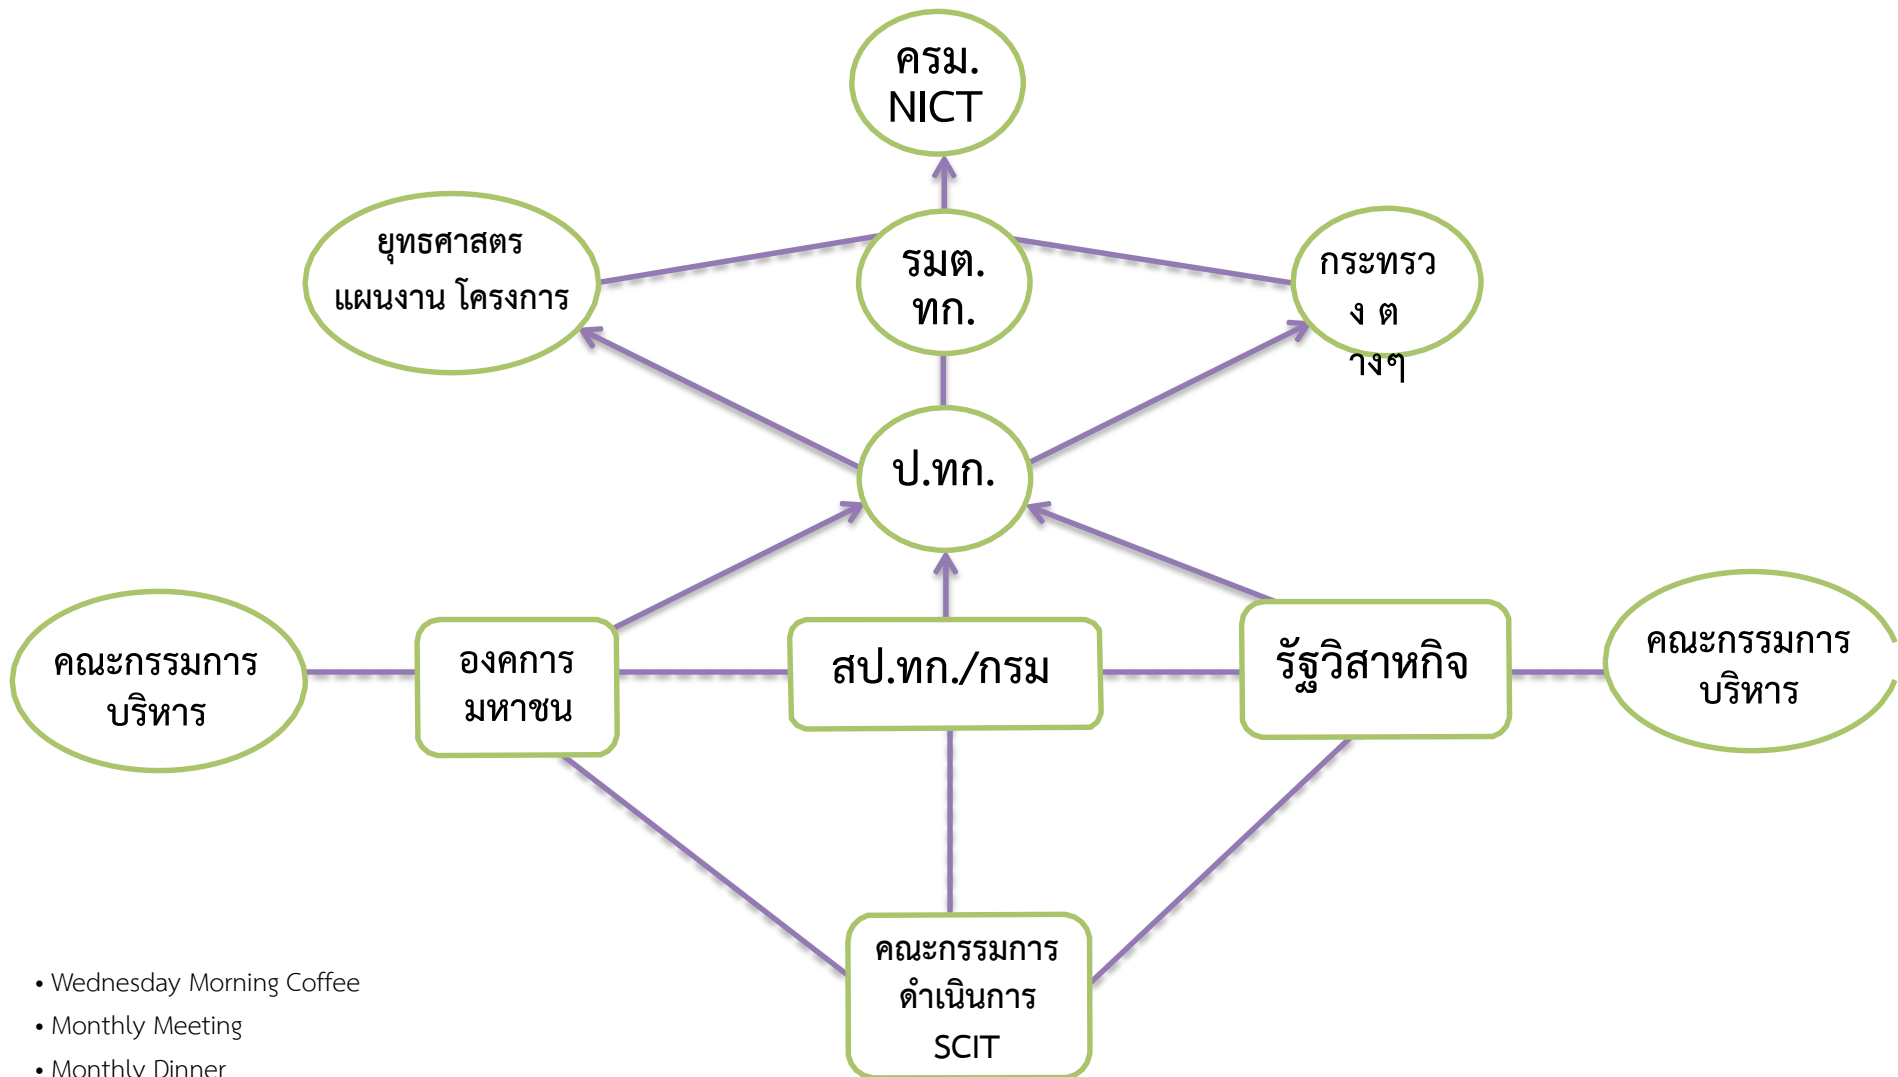 ครม.
NICT
ยุทธศาสตร
แผนงาน โครงการ
รมต.
ทก.
กระทรว
ง ต
างๆ
ป.ทก.
คณะกรรมการ
บริหาร
องคการ
มหาชน
สป.ทก./กรม
รัฐวิสาหกิจ
คณะกรรมการ
บริหาร
คณะกรรมการ
ดำเนินการ
SCIT
• Wednesday Morning Coffee
• Monthly Meeting
• Monthly Dinner